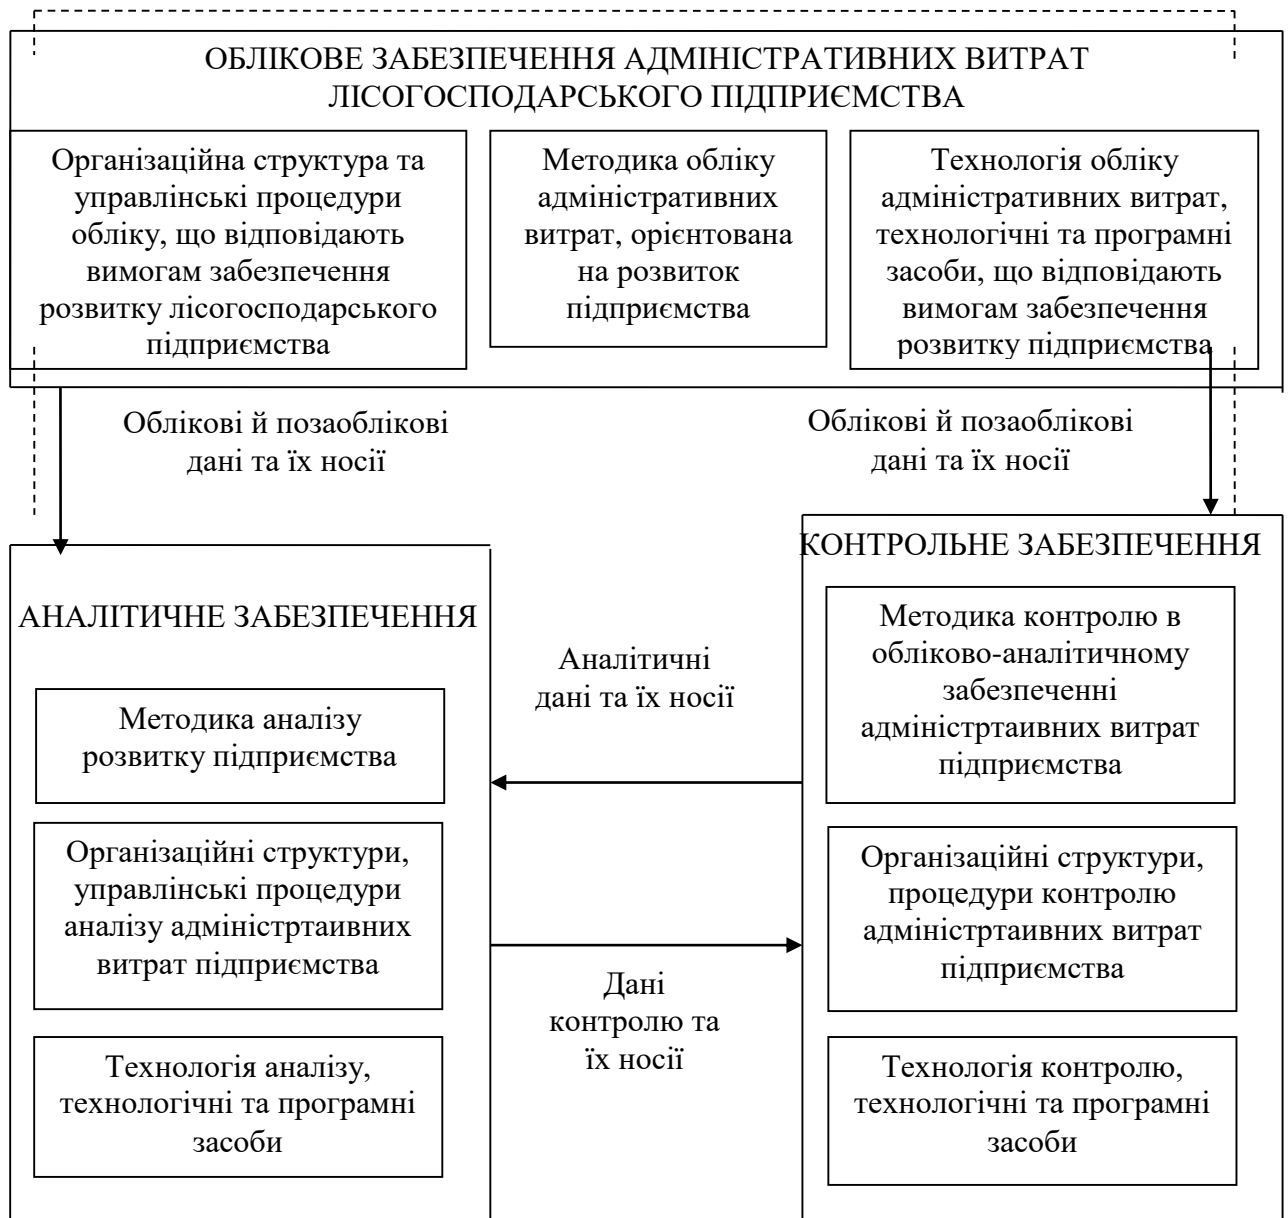 ОБЛІКОВЕ ЗАБЕЗПЕЧЕННЯ АДМІНІСТРАТИВНИХ ВИТРАТ
ЛІСОГОСПОДАРСЬКОГО ПІДПРИЄМСТВА
Організаційна структура та
управлінські процедури
обліку, що відповідають
вимогам забезпечення
розвитку лісогосподарського
підприємства
Методика обліку
адміністративних
витрат, орієнтована
на розвиток
підприємства
Технологія обліку
адміністративних витрат,
технологічні та програмні
засоби, що відповідають
вимогам забезпечення
розвитку підприємства
Облікові й позаоблікові
дані та їх носії
Облікові й позаоблікові
дані та їх носії
АНАЛІТИЧНЕ ЗАБЕЗПЕЧЕННЯ
Методика аналізу
розвитку підприємства
Організаційні структури,
управлінські процедури
аналізу адміністртаивних
витрат підприємства
Технологія аналізу,
технологічні та програмні
засоби
Аналітичні
дані та їх носії
Дані
контролю та
їх носії
КОНТРОЛЬНЕ ЗАБЕЗПЕЧЕННЯ
Методика контролю в
обліково-аналітичному
забезпеченні
адміністртаивних витрат
підприємства
Організаційні структури,
процедури контролю
адміністртаивних витрат
підприємства
Технологія контролю,
технологічні та програмні
засоби